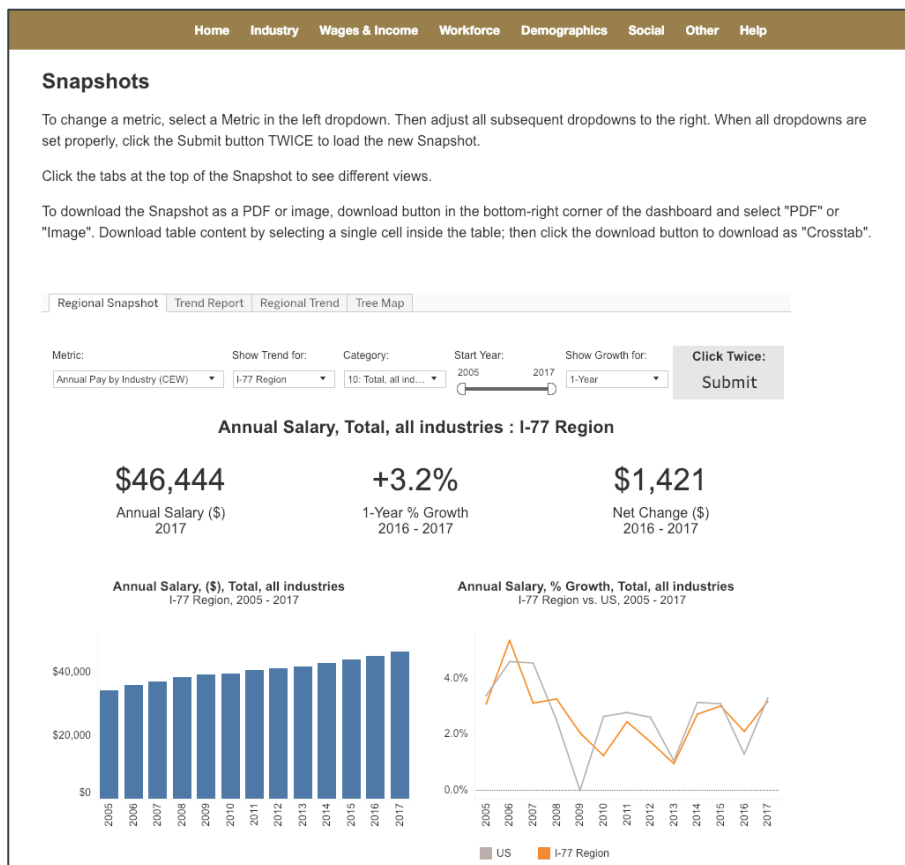 Home Industry Wages & Income Workforce Demographics Social Other Help
Snapshots
To change a metric, select a Metric in the left dropdown. Then adjust all subsequent dropdowns to the right. When all dropdowns are
set properly, click the Submit button TWICE to load the new Snapshot.
Click the tabs at the top of the Snapshot to see different views.
To download the Snapshot as a PDF or image, download button in the bottom-right corner of the dashboard and select "PDF" or
"Image". Download table content by selecting a single cell inside the table; then click the download button to download as "Crosstab".
Regional Snapshot Trend Report Regional Trend Tree Map
Metric: Show Trend for: Category: Start Year: Show Growth for: Click Twice:
2005 2017
Annual Pay by Industry (CEW) I-77 Region 10: Total, all ind... 1-Year Submit
Annual Salary, Total, all industries : I-77 Region
$46,444 +3.2% $1,421
Annual Salary ($) 1-Year % Growth Net Change ($)
2017 2016 - 2017 2016 - 2017
Annual Salary, ($), Total, all industries
I-77 Region, 2005 - 2017
$40,000
$20,000
$0
2005 2006 2007 2008 2009 2010 2011 2012 2013 2014 2015 2016 2017
Annual Salary, % Growth, Total, all industries
I-77 Region vs. US, 2005 - 2017
4.0%
2.0%
0.0%
2005 2006 2007 2008 2009 2010 2011 2012 2013 2014 2015 2016 2017
US I-77 Region